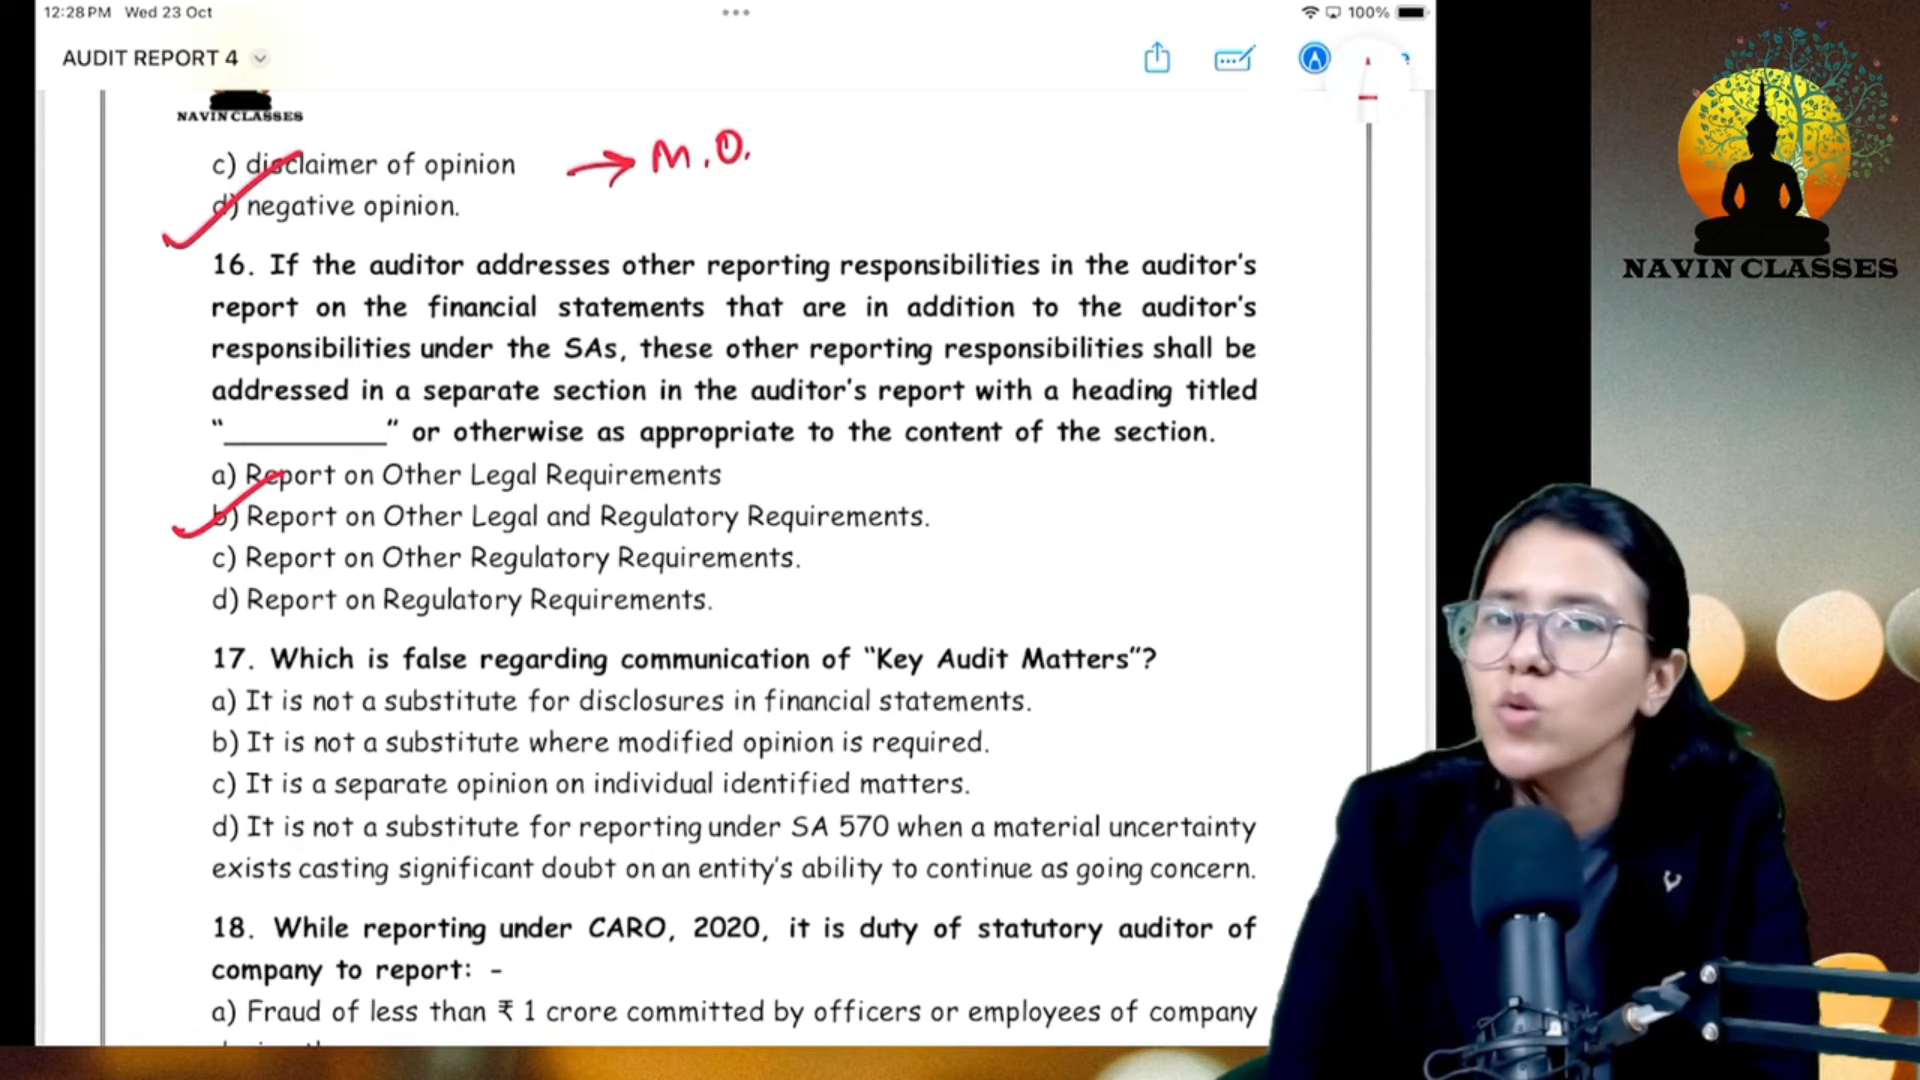 12:28 PM Wed 23 Oct
100%
AUDIT REPORT 4
NAVIN CLASSES
c) disclaimer of opinion → M.O.
d) negative opinion.
16. If the auditor addresses other reporting responsibilities in the auditor's
report on the financial statements that are in addition to the auditor's
responsibilities under the SAs, these other reporting responsibilities shall be
addressed in a separate section in the auditor's report with a heading titled
"___________" or otherwise as appropriate to the content of the section.
a) Report on Other Legal Requirements
b) Report on Other Legal and Regulatory Requirements.
c) Report on Other Regulatory Requirements.
d) Report on Regulatory Requirements.
17. Which is false regarding communication of "Key Audit Matters"?
a) It is not a substitute for disclosures in financial statements.
b) It is not a substitute where modified opinion is required.
c) It is a separate opinion on individual identified matters.
d) It is not a substitute for reporting under SA 570 when a material uncertainty
exists casting significant doubt on an entity's ability to continue as going concern.
18. While reporting under CARO, 2020, it is duty of statutory auditor of
company to report: -
a) Fraud of less than ₹ 1 crore committed by officers or employees of company
NAVIN CLASSES